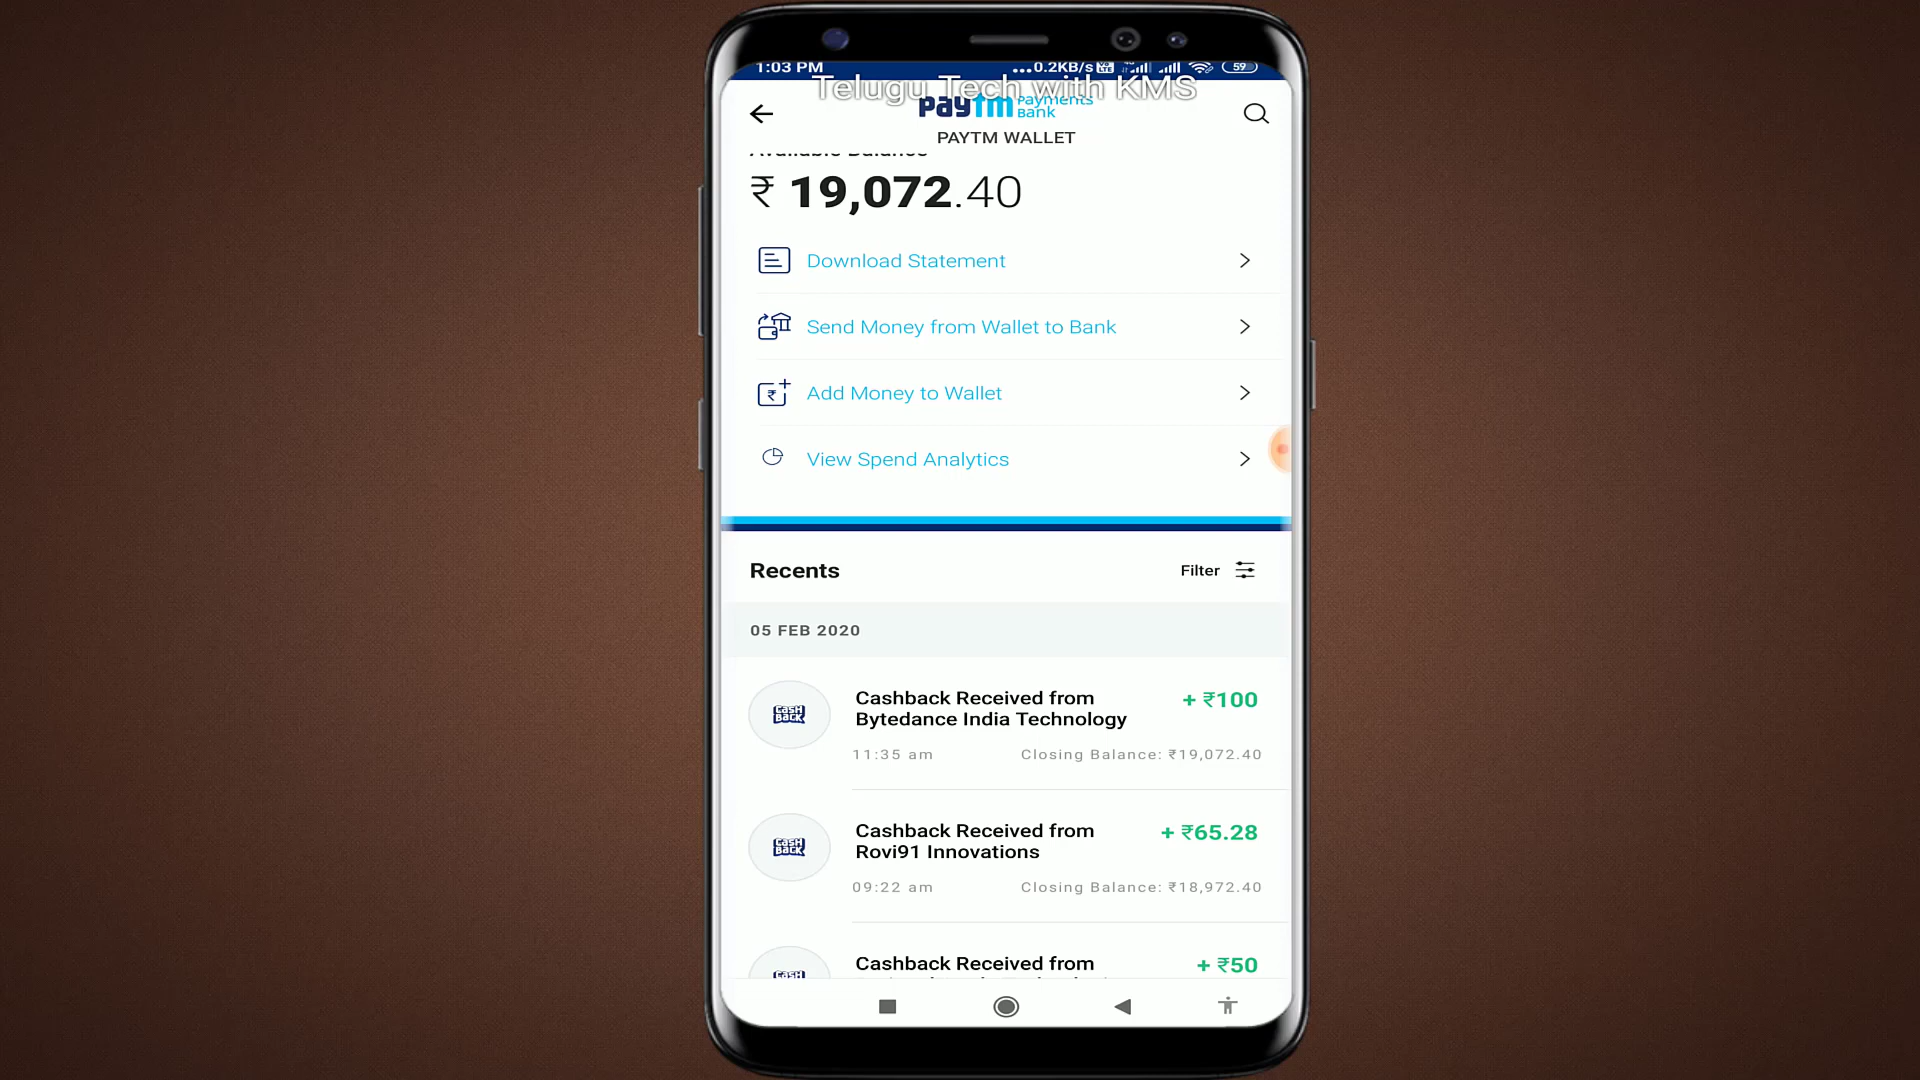 1:03 PM ...0.2KB/s 59
Telugu Tech with KMS
Paytm Payments Bank
PAYTM WALLET
Available Balance
₹ 19,072.40
Download Statement
Send Money from Wallet to Bank
Add Money to Wallet
View Spend Analytics
Recents Filter
05 FEB 2020
Cashback Received from + ₹100
Bytedance India Technology
11:35 am Closing Balance: ₹19,072.40
Cashback Received from + ₹65.28
Rovi91 Innovations
09:22 am Closing Balance: ₹18,972.40
Cashback Received from + ₹50